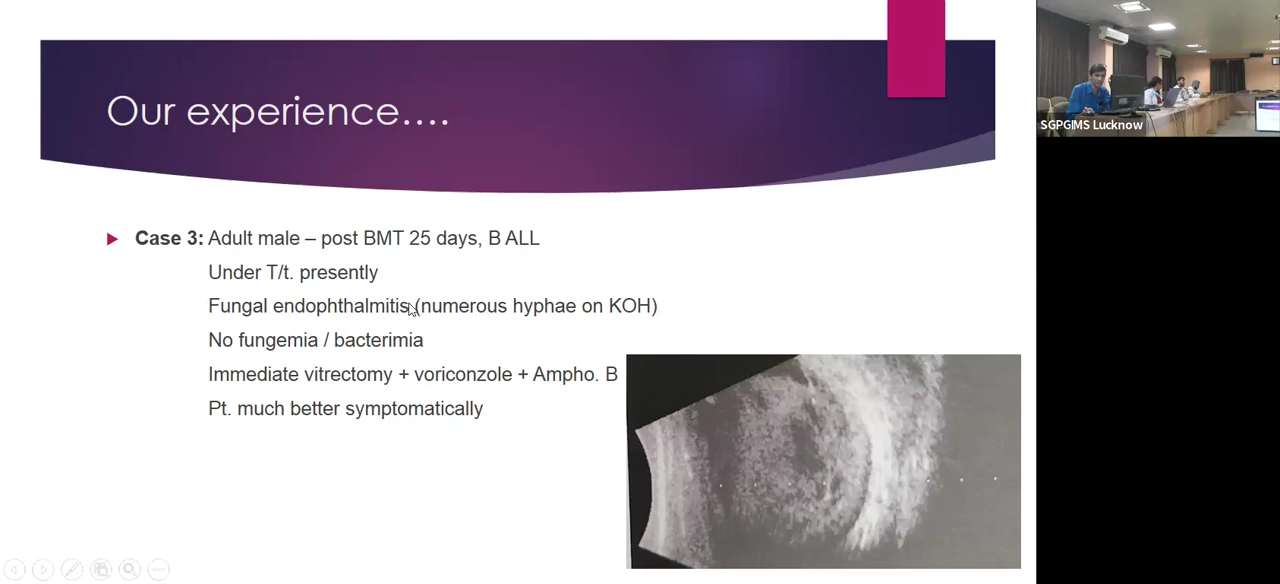 Our experience....
Case 3: Adult male – post BMT 25 days, B ALL
Under T/t. presently
Fungal endophthalmitis (numerous hyphae on KOH)
No fungemia / bacterimia
Immediate vitrectomy + voriconzole + Ampho. B
Pt. much better symptomatically
SGPGIMS Lucknow